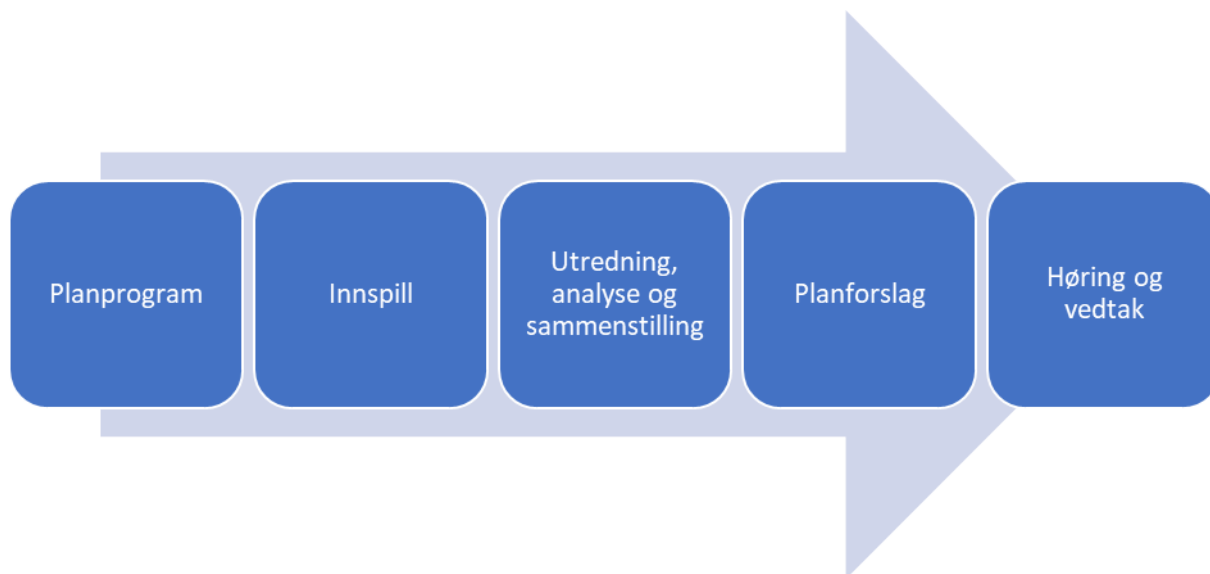 Planprogram
Innspill
Utredning,
analyse og
sammenstilling
Planforslag
Høring og
vedtak